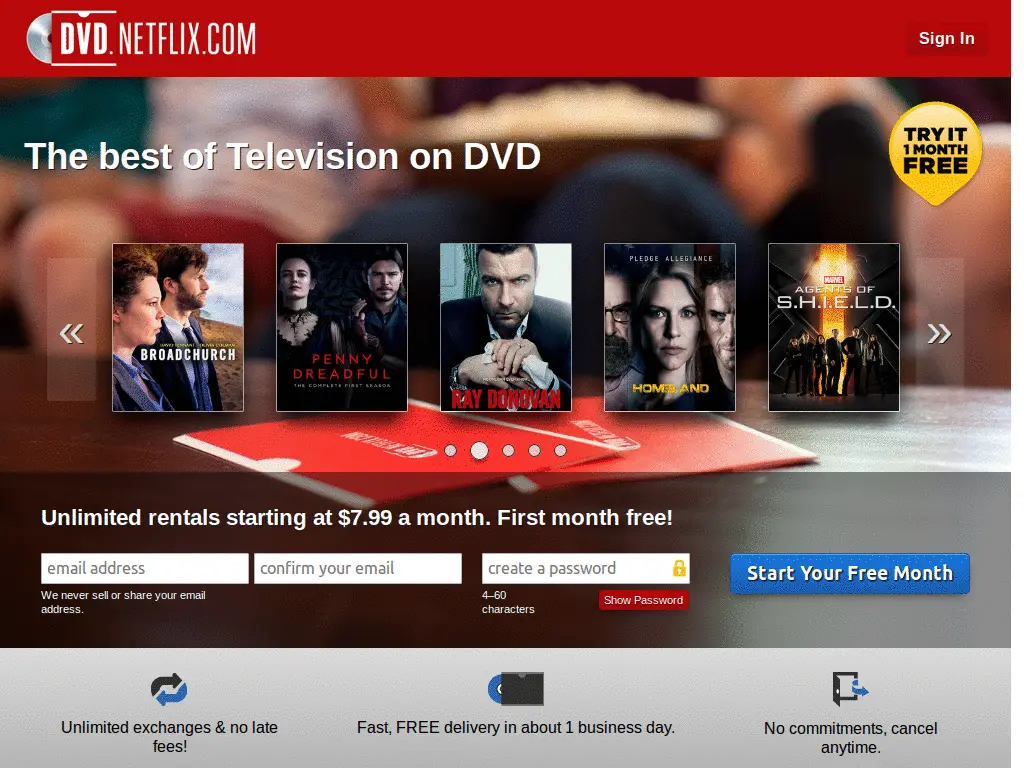 DVD.NETFLIX.COM
Sign In
The best of Television on DVD
TRY IT
1 MONTH
FREE
DAVID TENNANT OLIVIA COLMAN
BROADCHURCH
PENNY
DREADFUL
THE COMPLETE FIRST SEASON
RAY DONOVAN
PLEDGE ALLEGIANCE
HOMELAND
MARVEL
AGENTS OF
S.H.I.E.L.D.
«
»
Unlimited rentals starting at $7.99 a month. First month free!
email address
confirm your email
create a password
Start Your Free Month
We never sell or share your email
address.
4–60
characters
Show Password
Unlimited exchanges & no late
fees!
Fast, FREE delivery in about 1 business day.
No commitments, cancel
anytime.